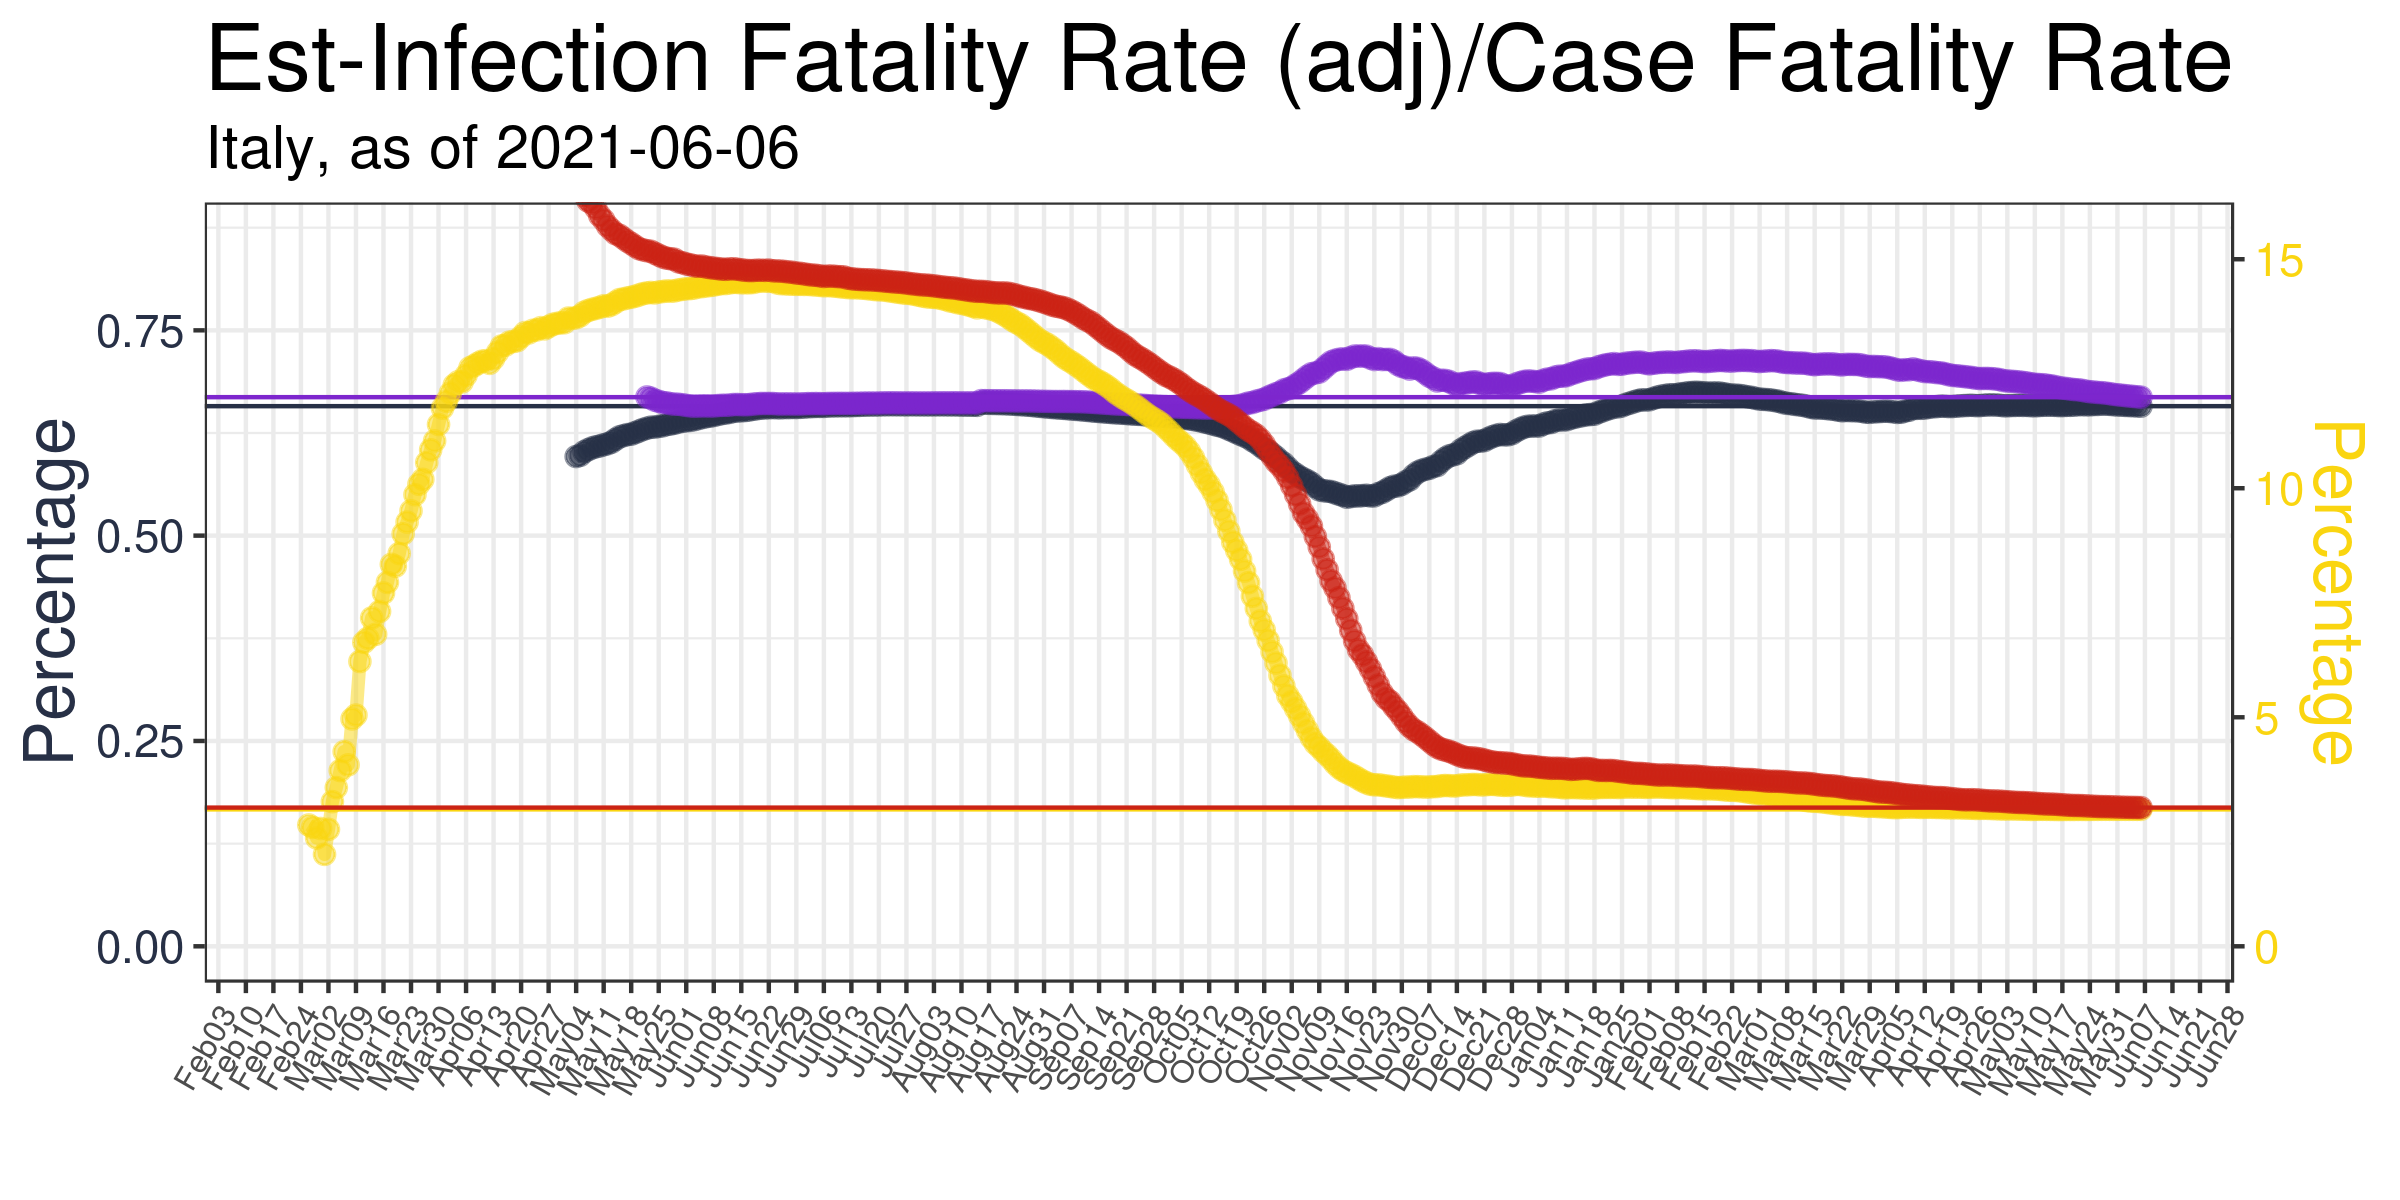 Est-Infection Fatality Rate (adj)/Case Fatality Rate
Italy, as of 2021-06-06
Percentage
0.75
0.50
0.25
0.00
15
10
5
0
Percentage
Feb03
Feb10
Feb17
Feb24
Mar02
Mar09
Mar16
Mar23
Mar30
Apr06
Apr13
Apr20
Apr27
May04
May11
May18
May25
Jun01
Jun08
Jun15
Jun22
Jun29
Jul06
Jul13
Jul20
Jul27
Aug03
Aug10
Aug17
Aug24
Aug31
Sep07
Sep14
Sep21
Sep28
Oct05
Oct12
Oct19
Oct26
Nov02
Nov09
Nov16
Nov23
Nov30
Dec07
Dec14
Dec21
Dec28
Jan04
Jan11
Jan18
Jan25
Feb01
Feb08
Feb15
Feb22
Mar01
Mar08
Mar15
Mar22
Mar29
Apr05
Apr12
Apr19
Apr26
May03
May10
May17
May24
May31
Jun07
Jun14
Jun21
Jun28